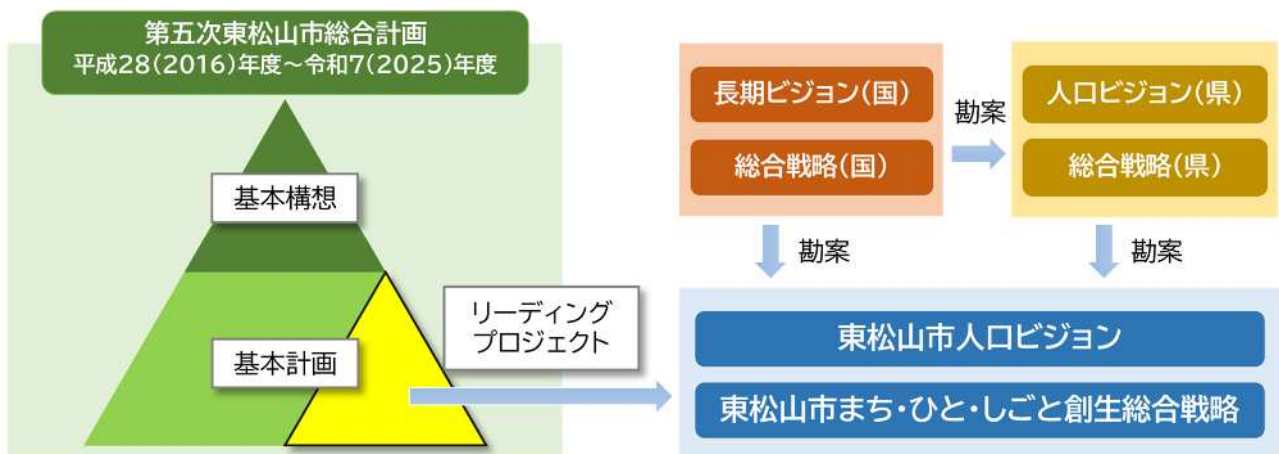 第五次東松山市総合計画
平成28(2016)年度～令和7(2025)年度
基本構想
基本計画
リーディング
プロジェクト
長期ビジョン(国)
総合戦略(国)
勘案
人口ビジョン(県)
総合戦略(県)
勘案
勘案
東松山市人口ビジョン
東松山市まち・ひと・しごと創生総合戦略